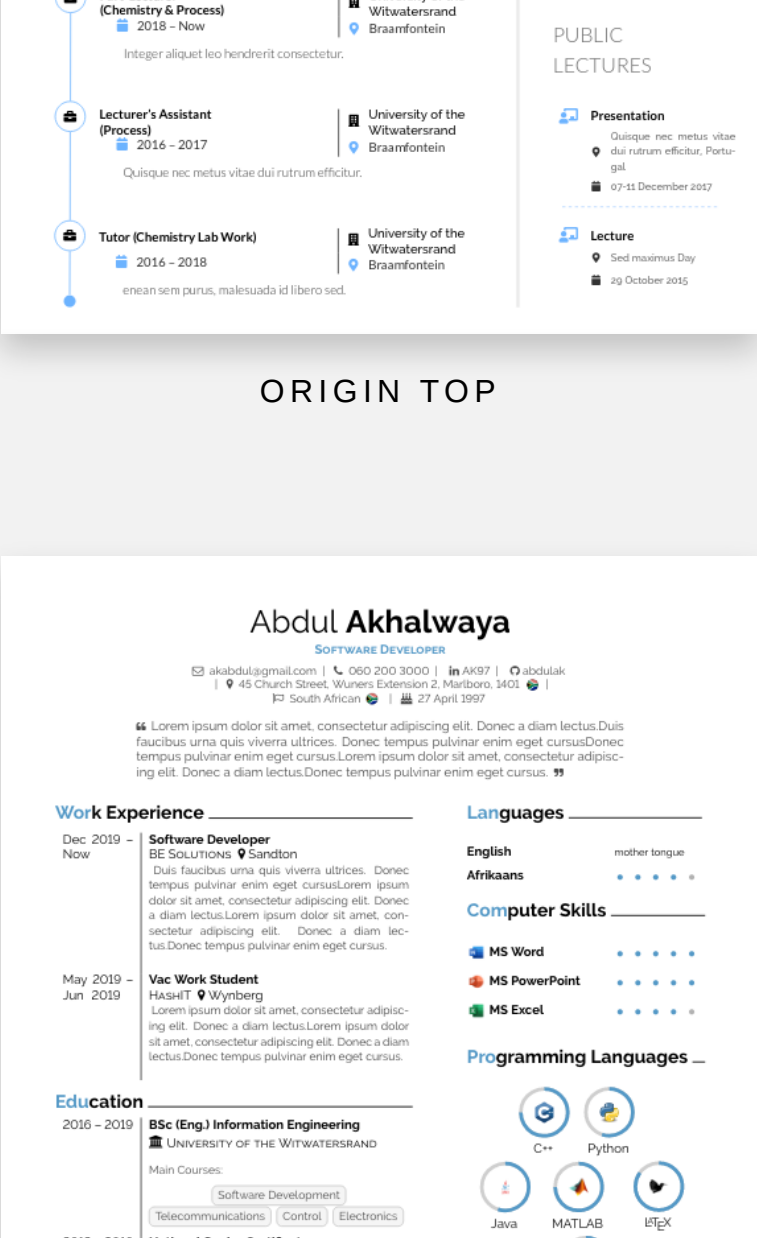 (Chemistry & Process)
2018 – Now
Witwatersrand
Braamfontein
Integer aliquet leo hendrerit consectetur.
Lecturer's Assistant
(Process)
2016 – 2017
University of the
Witwatersrand
Braamfontein
Quisque nec metus vitae dui rutrum efficitur.
Tutor (Chemistry Lab Work)
2016 – 2018
University of the
Witwatersrand
Braamfontein
enean sem purus, malesuada id libero sed.
PUBLIC
LECTURES
Presentation
Quisque nec metus vitae
dui rutrum efficitur, Portu-
gal
07-11 December 2017
Lecture
Sed maximus Day
29 October 2015
ORIGIN TOP
Abdul Akhalwaya
SOFTWARE DEVELOPER
akabdul@gmail.com | 060 200 3000 | in AK97 | abdulak
| 45 Church Street, Wuners Extension 2, Marlboro, 1401 |
South African | 27 April 1997
❝ Lorem ipsum dolor sit amet, consectetur adipiscing elit. Donec a diam lectus.Duis
faucibus urna quis viverra ultrices. Donec tempus pulvinar enim eget cursusDonec
tempus pulvinar enim eget cursus.Lorem ipsum dolor sit amet, consectetur adipisc-
ing elit. Donec a diam lectus.Donec tempus pulvinar enim eget cursus. ❞
Work Experience
Dec 2019 –
Now
Software Developer
BE SOLUTIONS Sandton
Duis faucibus urna quis viverra ultrices. Donec
tempus pulvinar enim eget cursusLorem ipsum
dolor sit amet, consectetur adipiscing elit. Donec
a diam lectus.Lorem ipsum dolor sit amet, con-
sectetur adipiscing elit. Donec a diam lec-
tus.Donec tempus pulvinar enim eget cursus.
May 2019 –
Jun 2019
Vac Work Student
HASHIT Wynberg
Lorem ipsum dolor sit amet, consectetur adipisc-
ing elit. Donec a diam lectus.Lorem ipsum dolor
sit amet, consectetur adipiscing elit. Donec a diam
lectus.Donec tempus pulvinar enim eget cursus.
Education
2016 – 2019
BSc (Eng.) Information Engineering
UNIVERSITY OF THE WITWATERSRAND
Main Courses:
Software Development
Telecommunications Control Electronics
Languages
English mother tongue
Afrikaans
Computer Skills
MS Word
MS PowerPoint
MS Excel
Programming Languages
C++ Python
Java MATLAB LATEX